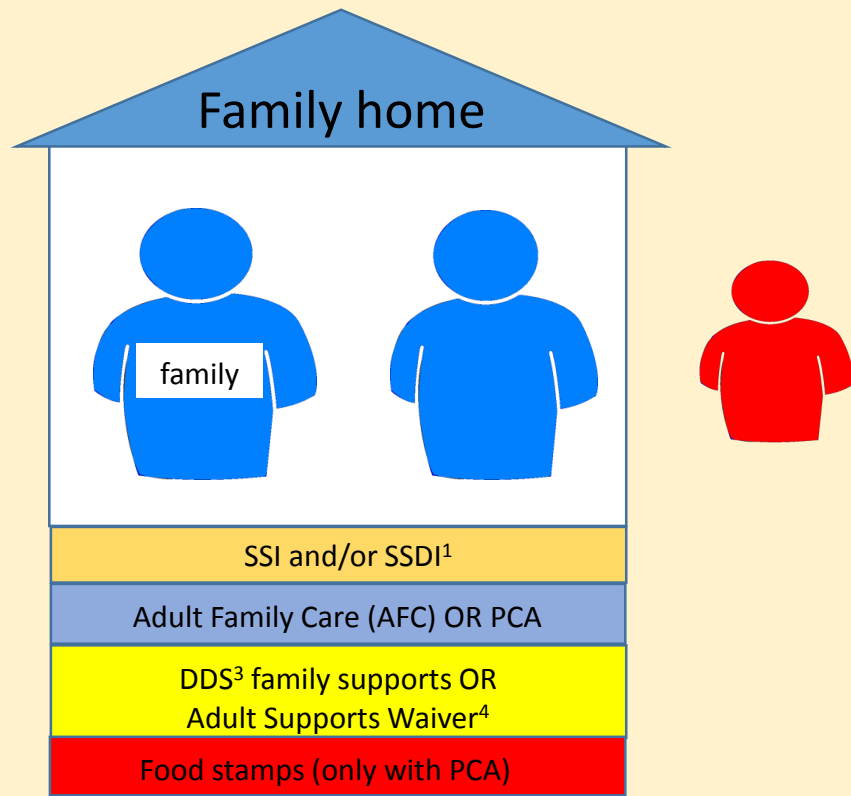 Family home
family
SSI and/or SSDI¹
Adult Family Care (AFC) OR PCA
DDS³ family supports OR
Adult Supports Waiver⁴
Food stamps (only with PCA)